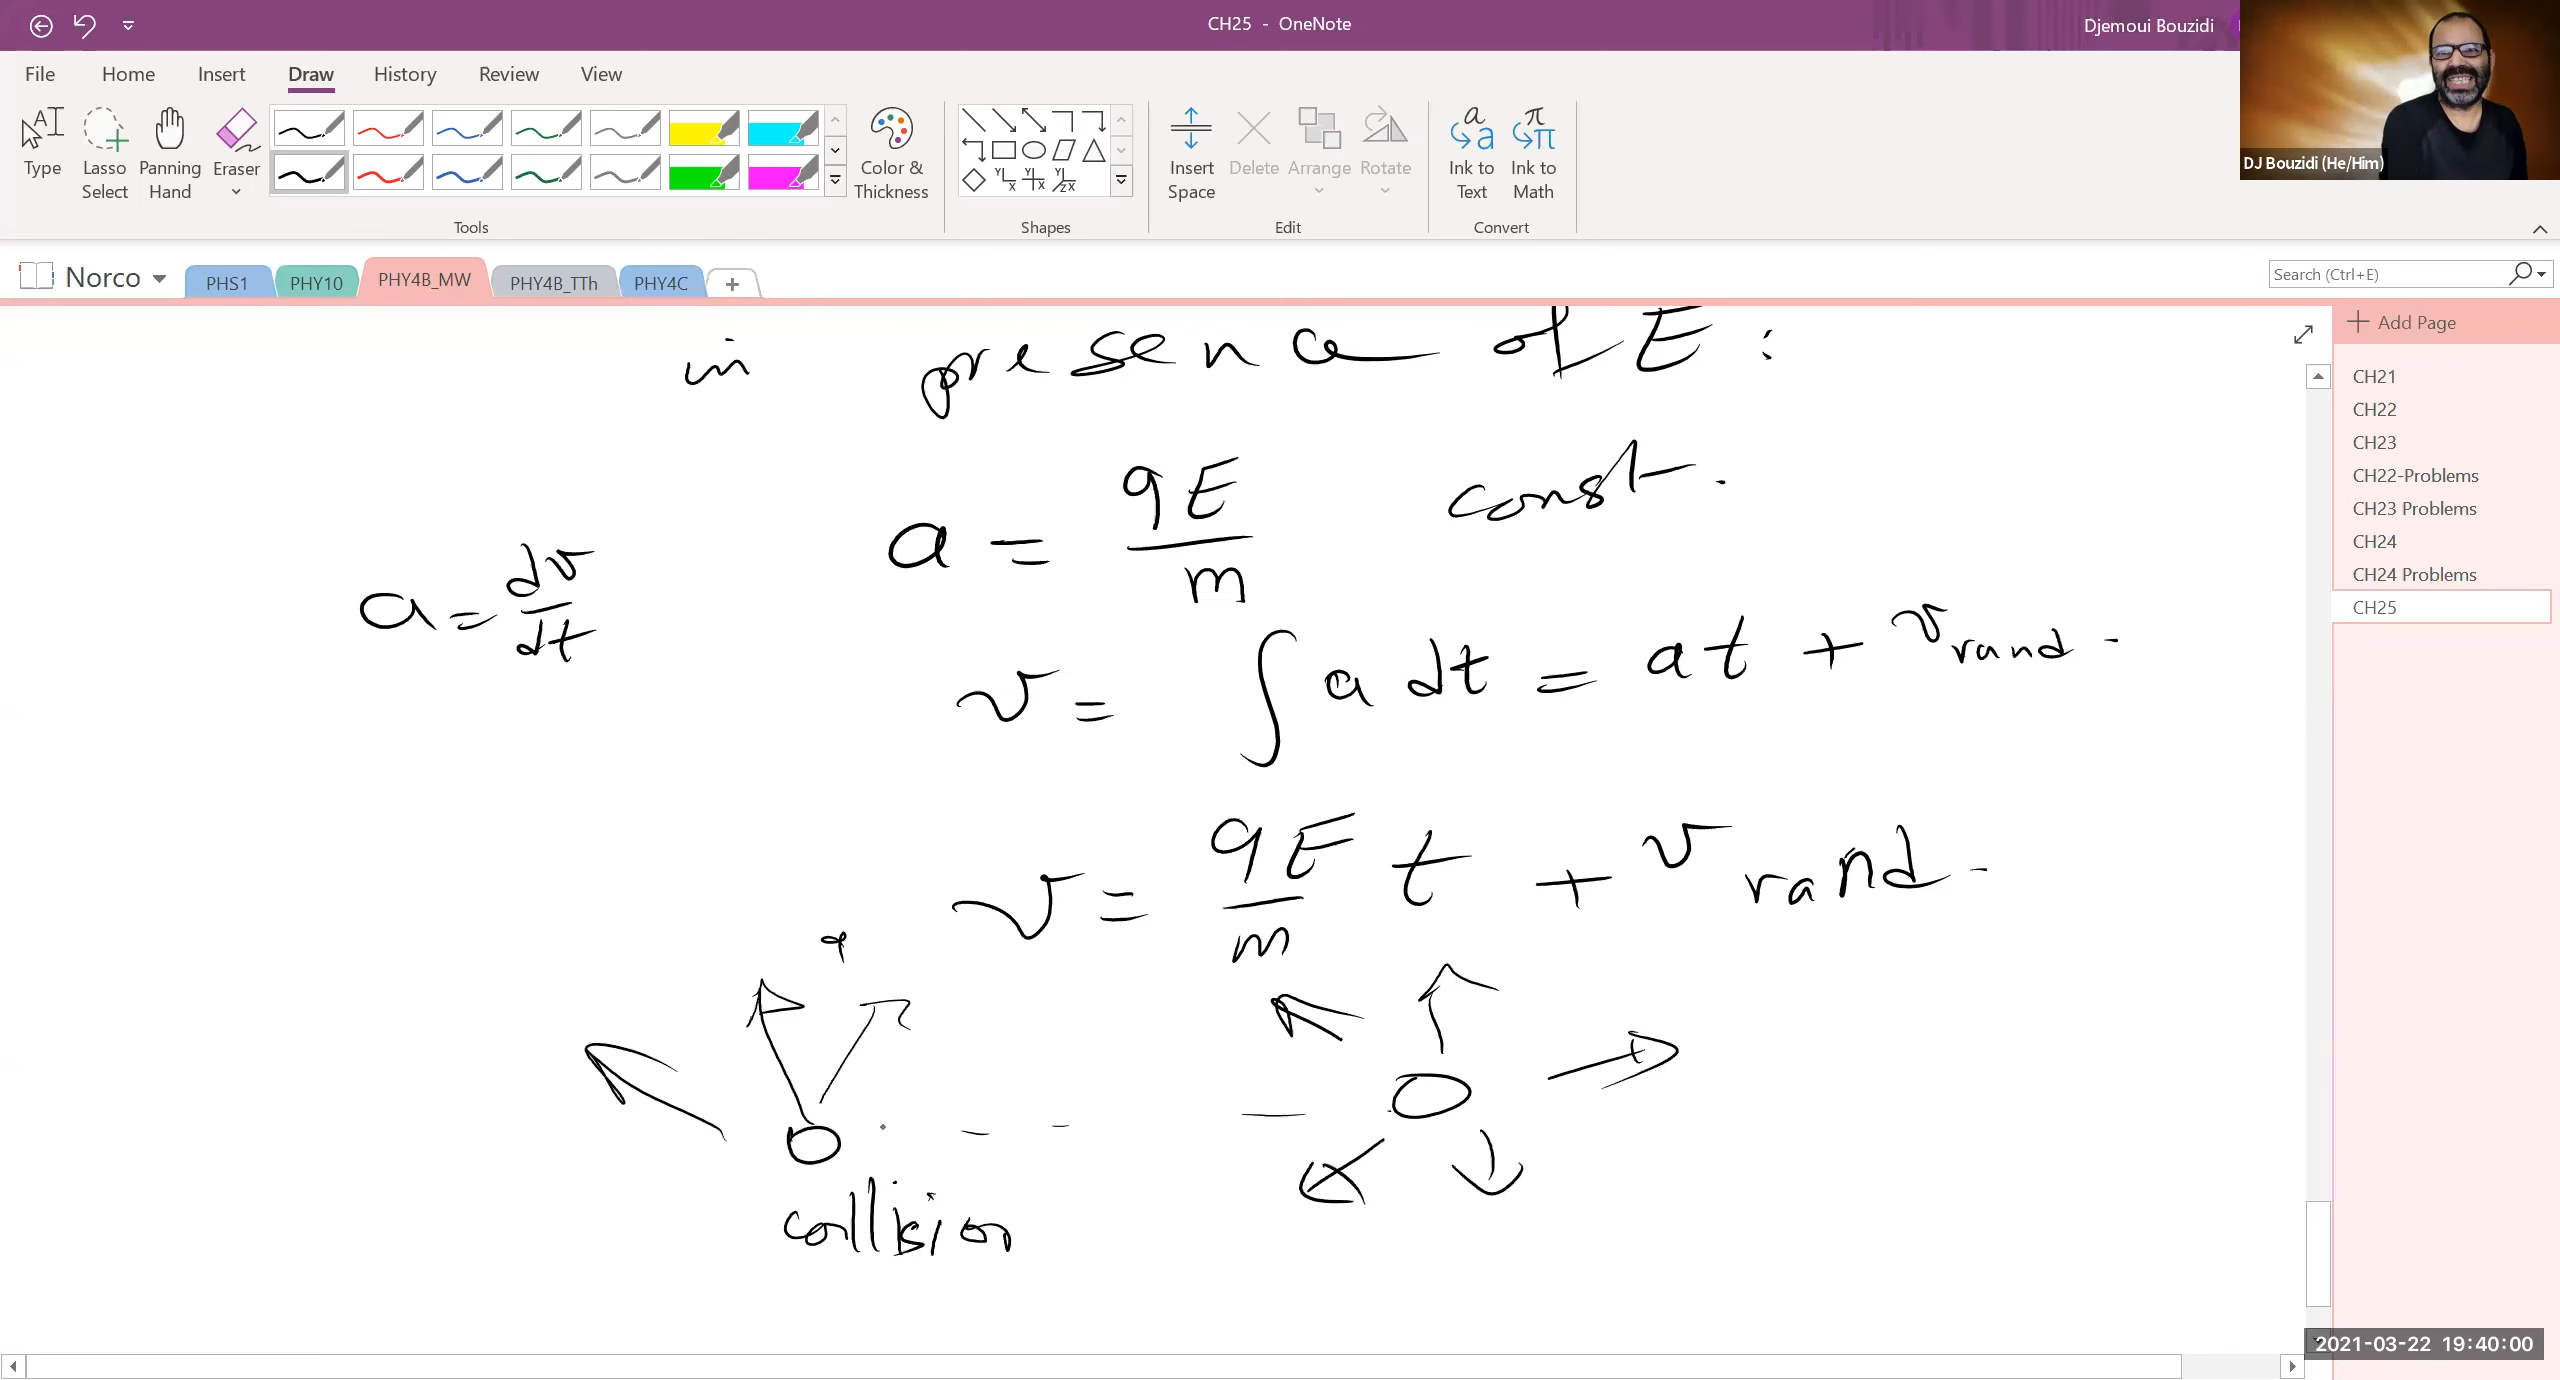 CH25 - OneNote
Djemoui Bouzidi
File Home Insert Draw History Review View
Type
Lasso Select
Panning Hand
Eraser
Color & Thickness
Insert Space
Delete
Arrange
Rotate
Ink to Text
Ink to Math
Tools
Shapes
Edit
Convert
DJ Bouzidi (He/Him)
Norco
PHS1 PHY10 PHY4B_MW PHY4B_TTh PHY4C +
Search (Ctrl+E)
in presence of E :
a = qE/m const.
a = dv/dt
v = ∫ a dt = at + v rand.
v = qE/m t + v rand.
collision
+ Add Page
CH21
CH22
CH23
CH22-Problems
CH23 Problems
CH24
CH24 Problems
CH25
2021-03-22 19:40:00